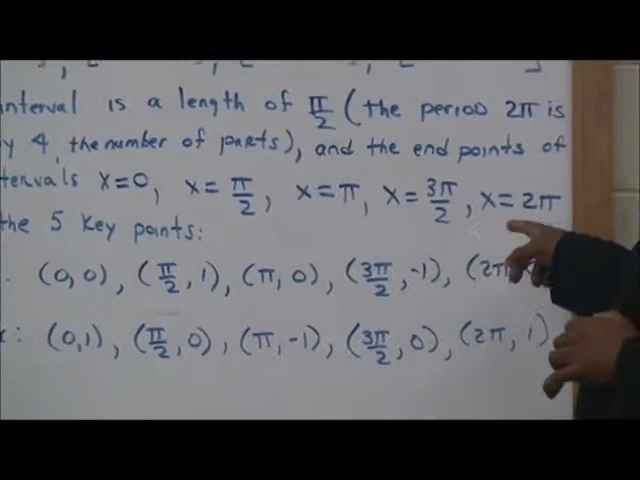 interval is a length of π/2 (the period 2π is
y 4, the number of parts), and the end points of
tervals x=0, x= π/2, x=π, x= 3π/2, x=2π
the 5 key points:
(0,0), (π/2,1), (π,0), (3π/2,-1), (2π
x: (0,1), (π/2,0), (π,-1), (3π/2,0), (2π,1)